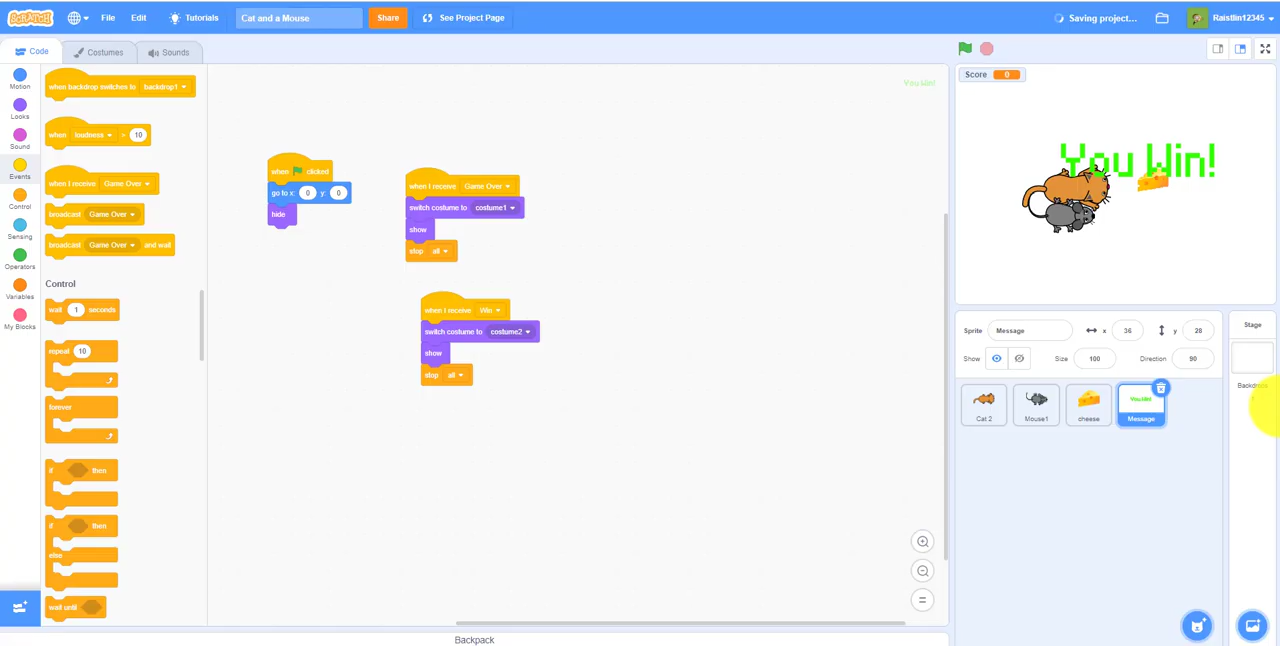 SCRATCH File Edit Tutorials Cat and a Mouse Share See Project Page Saving project... Raistlin12345
Code Costumes Sounds
Motion
Looks
Sound
Events
Control
Sensing
Operators
Variables
My Blocks
when backdrop switches to backdrop1
when loudness > 10
when I receive Game Over
broadcast Game Over
broadcast Game Over and wait
Control
wait 1 seconds
repeat 10
forever
if then
if then
else
wait until
when clicked
go to x: 0 y: 0
hide
when I receive Game Over
switch costume to costume1
show
stop all
when I receive Win
switch costume to costume2
show
stop all
You Win!
Score 0
You Win!
Sprite Message x 36 y 28
Show Size 100 Direction 90
Cat 2 Mouse1 cheese You Win! Message
Stage
Backdrops
Backpack